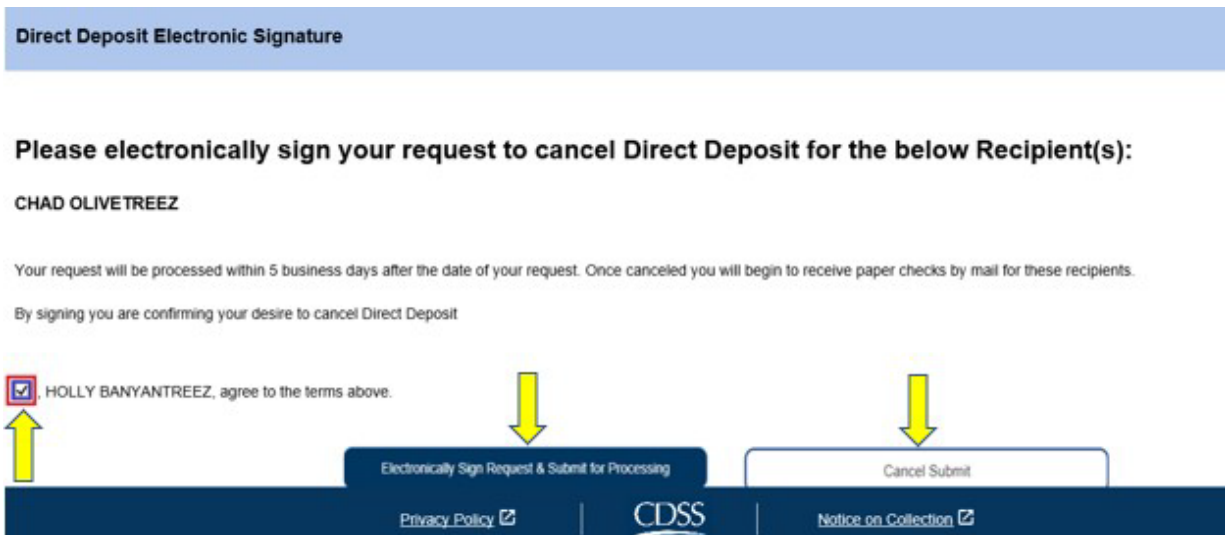 Direct Deposit Electronic Signature
Please electronically sign your request to cancel Direct Deposit for the below Recipient(s):
CHAD OLIVETREEZ
Your request will be processed within 5 business days after the date of your request. Once canceled you will begin to receive paper checks by mail for these recipients.
By signing you are confirming your desire to cancel Direct Deposit
, HOLLY BANYANTREEZ, agree to the terms above.
Electronically Sign Request & Submit for Processing
Cancel Submit
Privacy Policy
CDSS
Notice on Collection